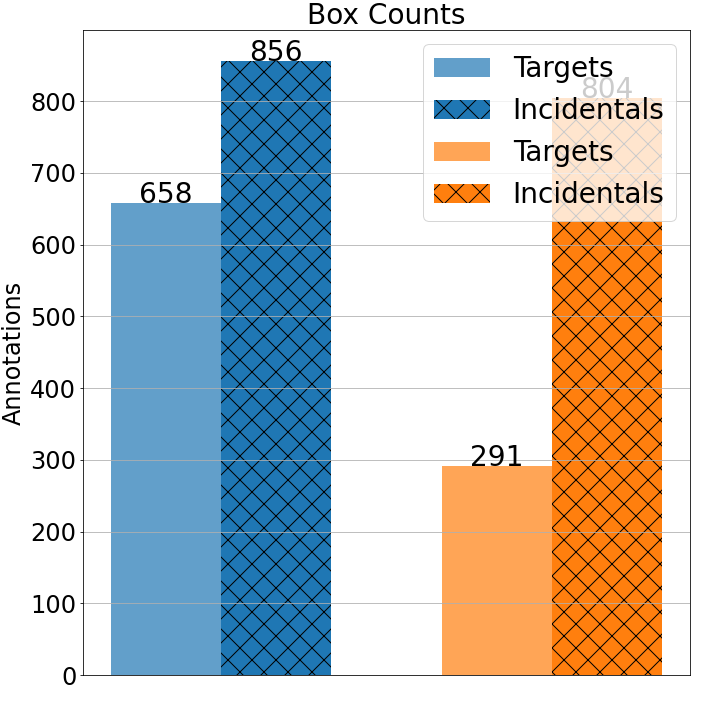 Box Counts
856
804
658
291
Targets
Incidentals
Targets
Incidentals
Annotations
800
700
600
500
400
300
200
100
0